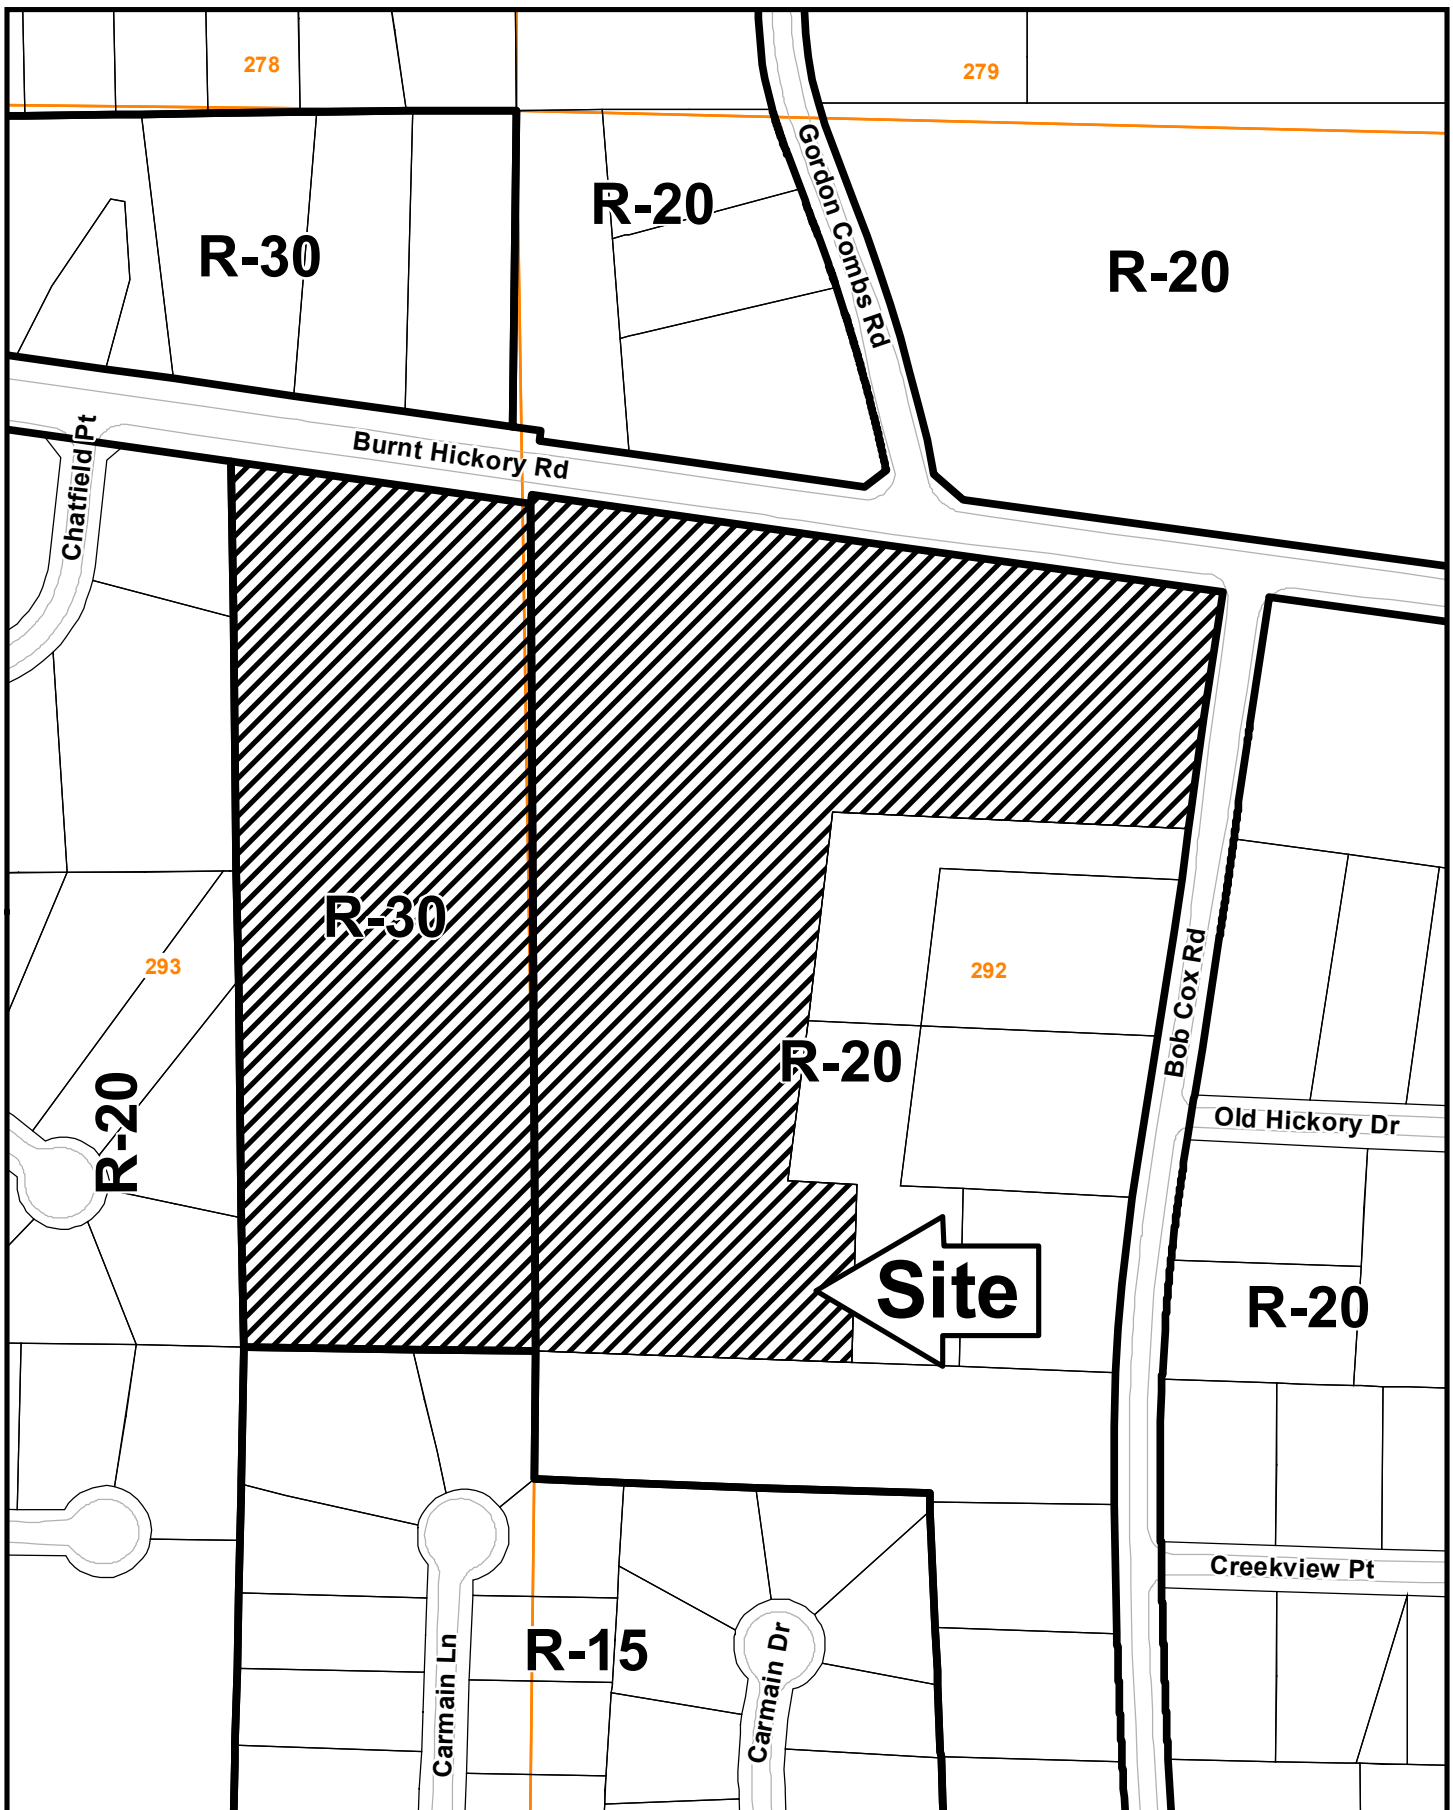 278
279
R-20
R-30
R-20
Gordon Combs Rd
Burnt Hickory Rd
Chatfield Pt
R-30
293
292
Bob Cox Rd
R-20
R-20
Old Hickory Dr
Site
R-20
Creekview Pt
R-15
Carmain Ln
Carmain Dr